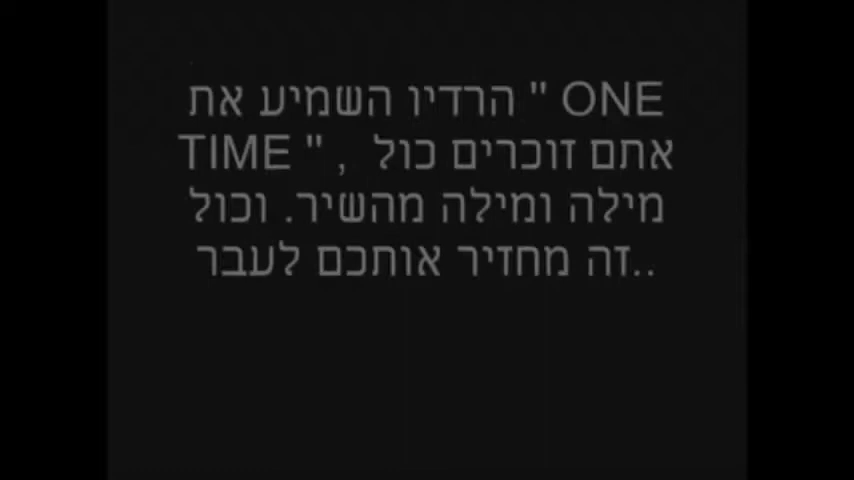 הרדיו השמיע את " ONE
TIME " , אתם זוכרים כול
מילה ומילה מהשיר. וכול
זה מחזיר אותכם לעבר..